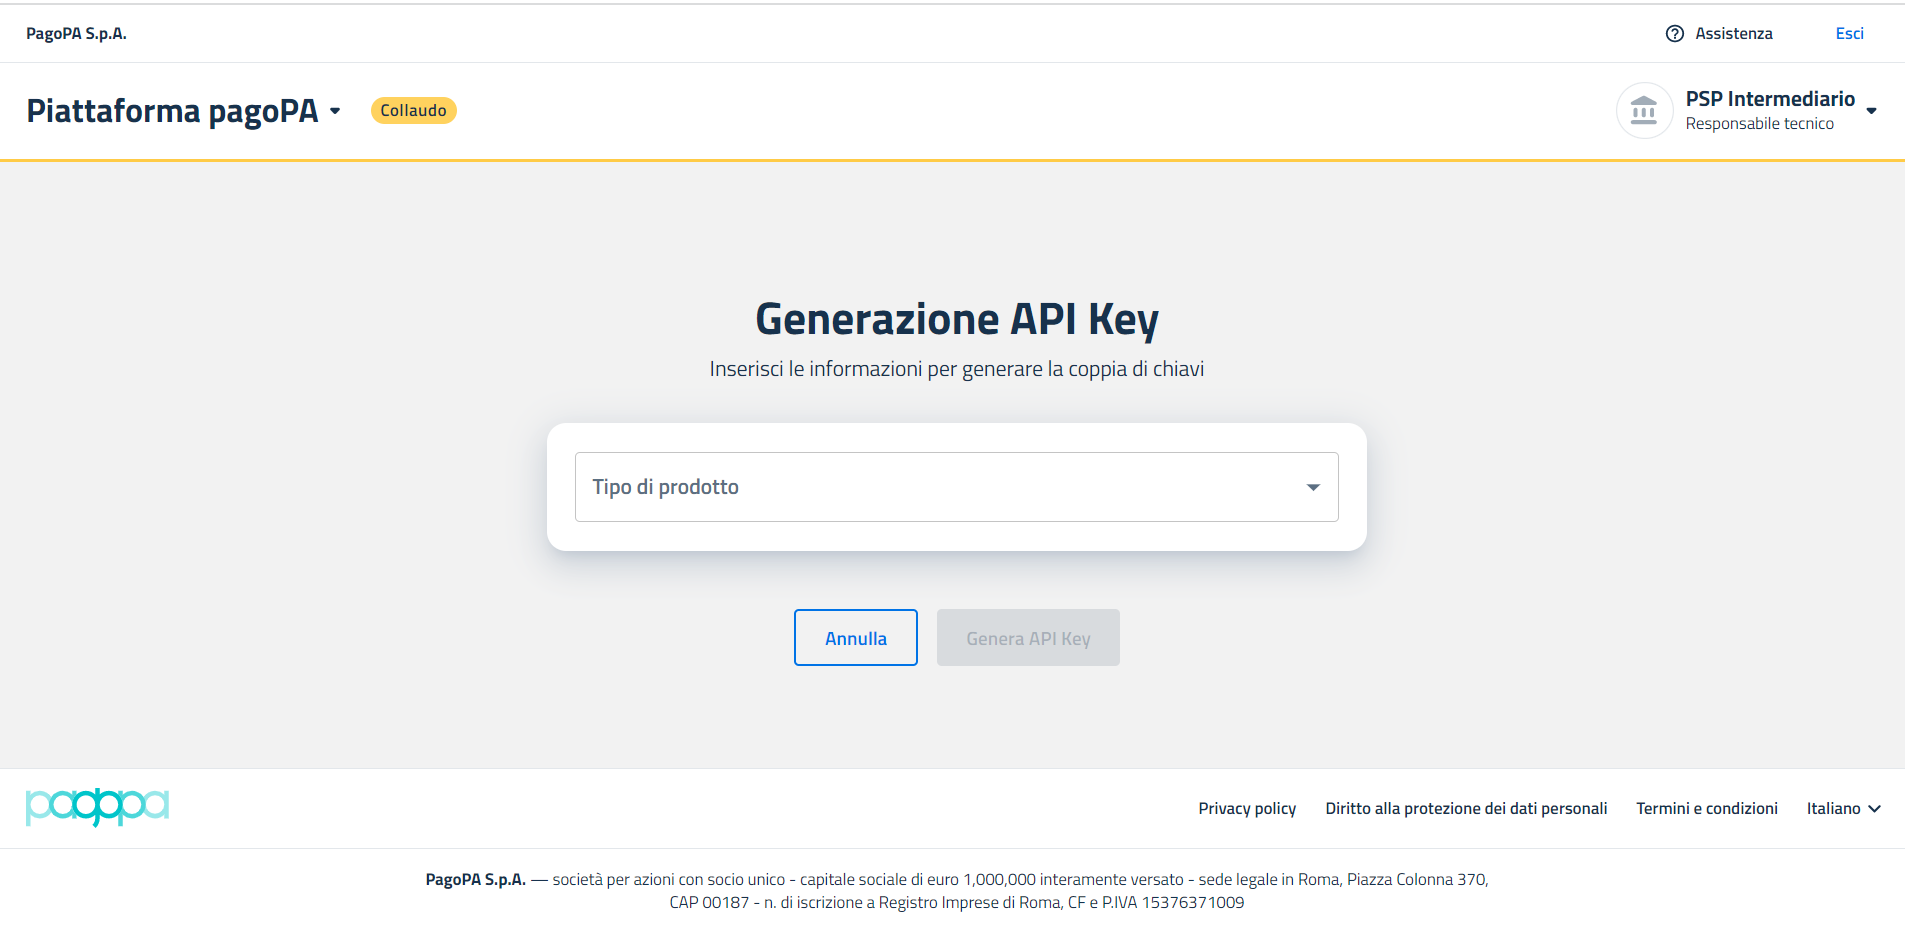 PagoPA S.p.A.
Assistenza
Esci
Piattaforma pagoPA
Collaudo
PSP Intermediario
Responsabile tecnico
Generazione API Key
Inserisci le informazioni per generare la coppia di chiavi
Tipo di prodotto
Annulla
Genera API Key
pagopa
Privacy policy
Diritto alla protezione dei dati personali
Termini e condizioni
Italiano
PagoPA S.p.A. — società per azioni con socio unico - capitale sociale di euro 1,000,000 interamente versato - sede legale in Roma, Piazza Colonna 370,
CAP 00187 - n. di iscrizione a Registro Imprese di Roma, CF e P.IVA 15376371009